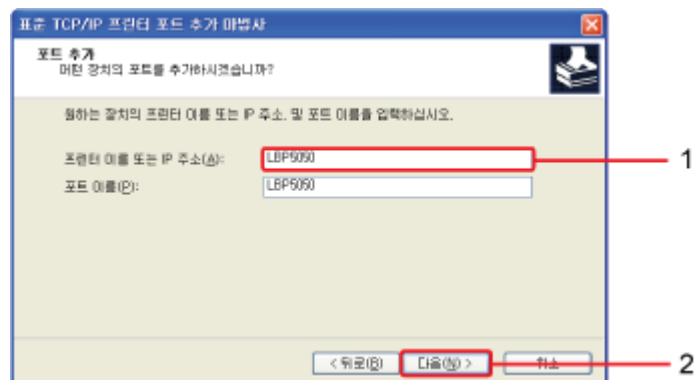 표준 TCP/IP 프린터 포트 추가 마법사
포트 추가
어떤 장치의 포트를 추가하시겠습니까?
원하는 장치의 프린터 이름 또는 IP 주소, 및 포트 이름을 입력하십시오.
프린터 이름 또는 IP 주소(A): LBP5050
1
포트 이름(P): LBP5050
< 뒤로(B) 다음(N) > 취소
2